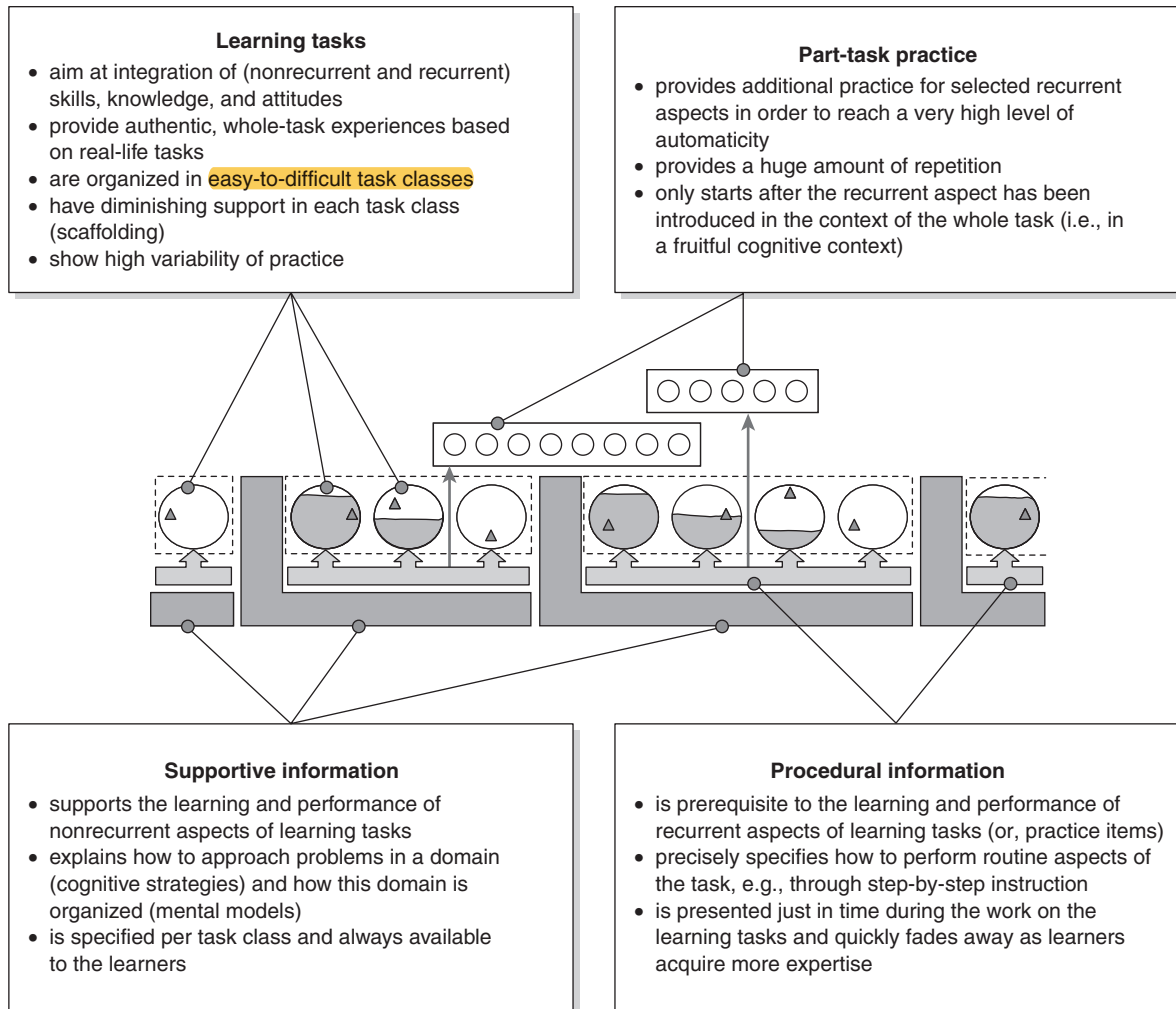 Learning tasks
• aim at integration of (nonrecurrent and recurrent)
skills, knowledge, and attitudes
• provide authentic, whole-task experiences based
on real-life tasks
• are organized in easy-to-difficult task classes
• have diminishing support in each task class
(scaffolding)
• show high variability of practice
Part-task practice
• provides additional practice for selected recurrent
aspects in order to reach a very high level of
automaticity
• provides a huge amount of repetition
• only starts after the recurrent aspect has been
introduced in the context of the whole task (i.e., in
a fruitful cognitive context)
Supportive information
• supports the learning and performance of
nonrecurrent aspects of learning tasks
• explains how to approach problems in a domain
(cognitive strategies) and how this domain is
organized (mental models)
• is specified per task class and always available
to the learners
Procedural information
• is prerequisite to the learning and performance of
recurrent aspects of learning tasks (or, practice items)
• precisely specifies how to perform routine aspects of
the task, e.g., through step-by-step instruction
• is presented just in time during the work on the
learning tasks and quickly fades away as learners
acquire more expertise